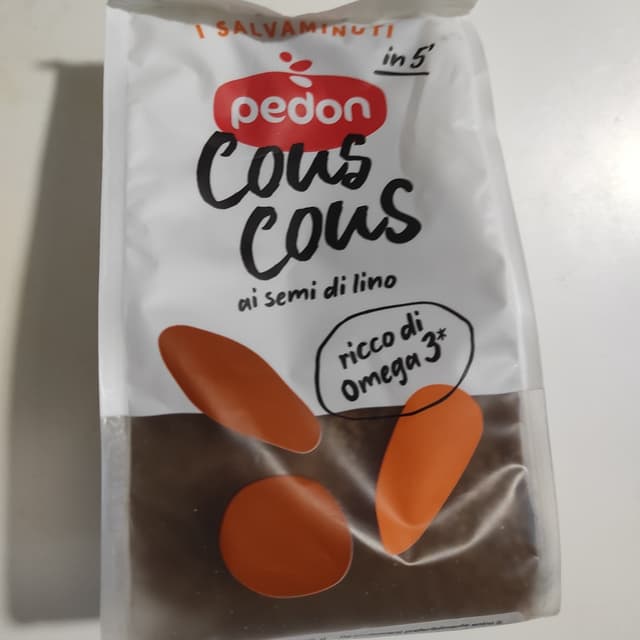 I SALVAMINUTI
in 5'
pedon
Cous
cous
ai semi di lino
ricco di
Omega 3*